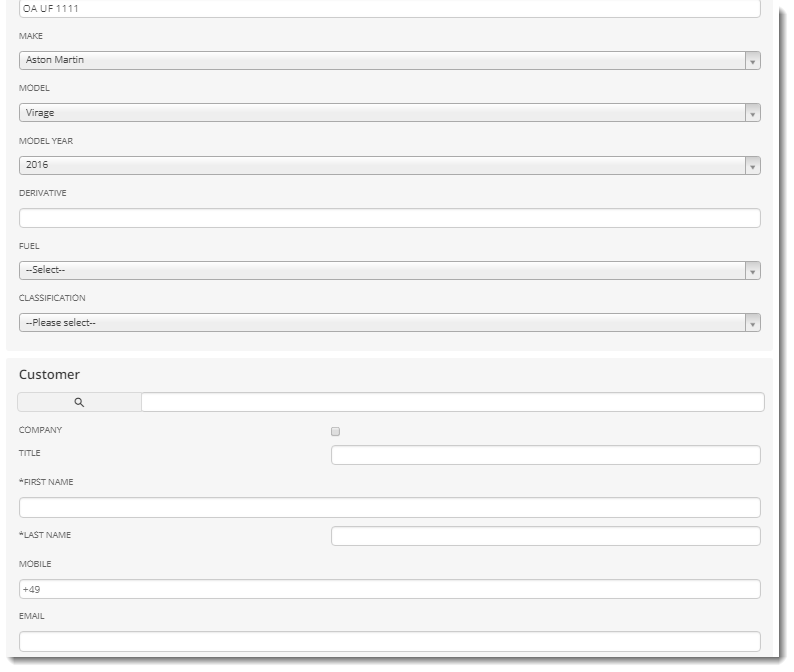 OA UF 1111
MAKE
Aston Martin
MODEL
Virage
MODEL YEAR
2016
DERIVATIVE
FUEL
--Select--
CLASSIFICATION
--Please select--
Customer
COMPANY
TITLE
*FIRST NAME
*LAST NAME
MOBILE
+49
EMAIL